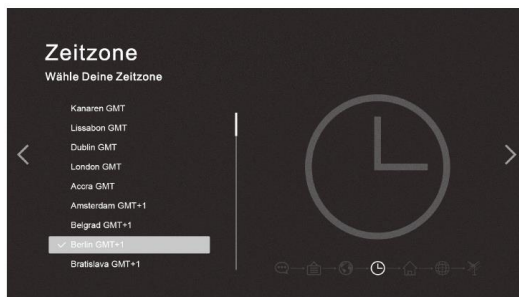 Zeitzone
Wähle Deine Zeitzone
Kanaren GMT
Lissabon GMT
Dublin GMT
London GMT
Accra GMT
Amsterdam GMT+1
Belgrad GMT+1
Berlin GMT+1
Bratislava GMT+1